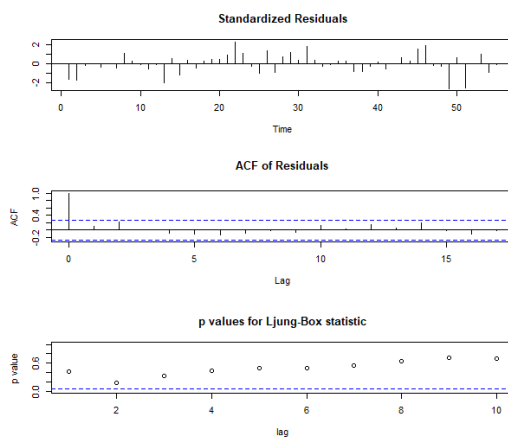 Standardized Residuals
2
0
-2
0 10 20 30 40 50
Time
ACF of Residuals
ACF
1.0
0.4
-0.2
0 5 10 15
Lag
p values for Ljung-Box statistic
p value
0.6
0.0
2 4 6 8 10
lag